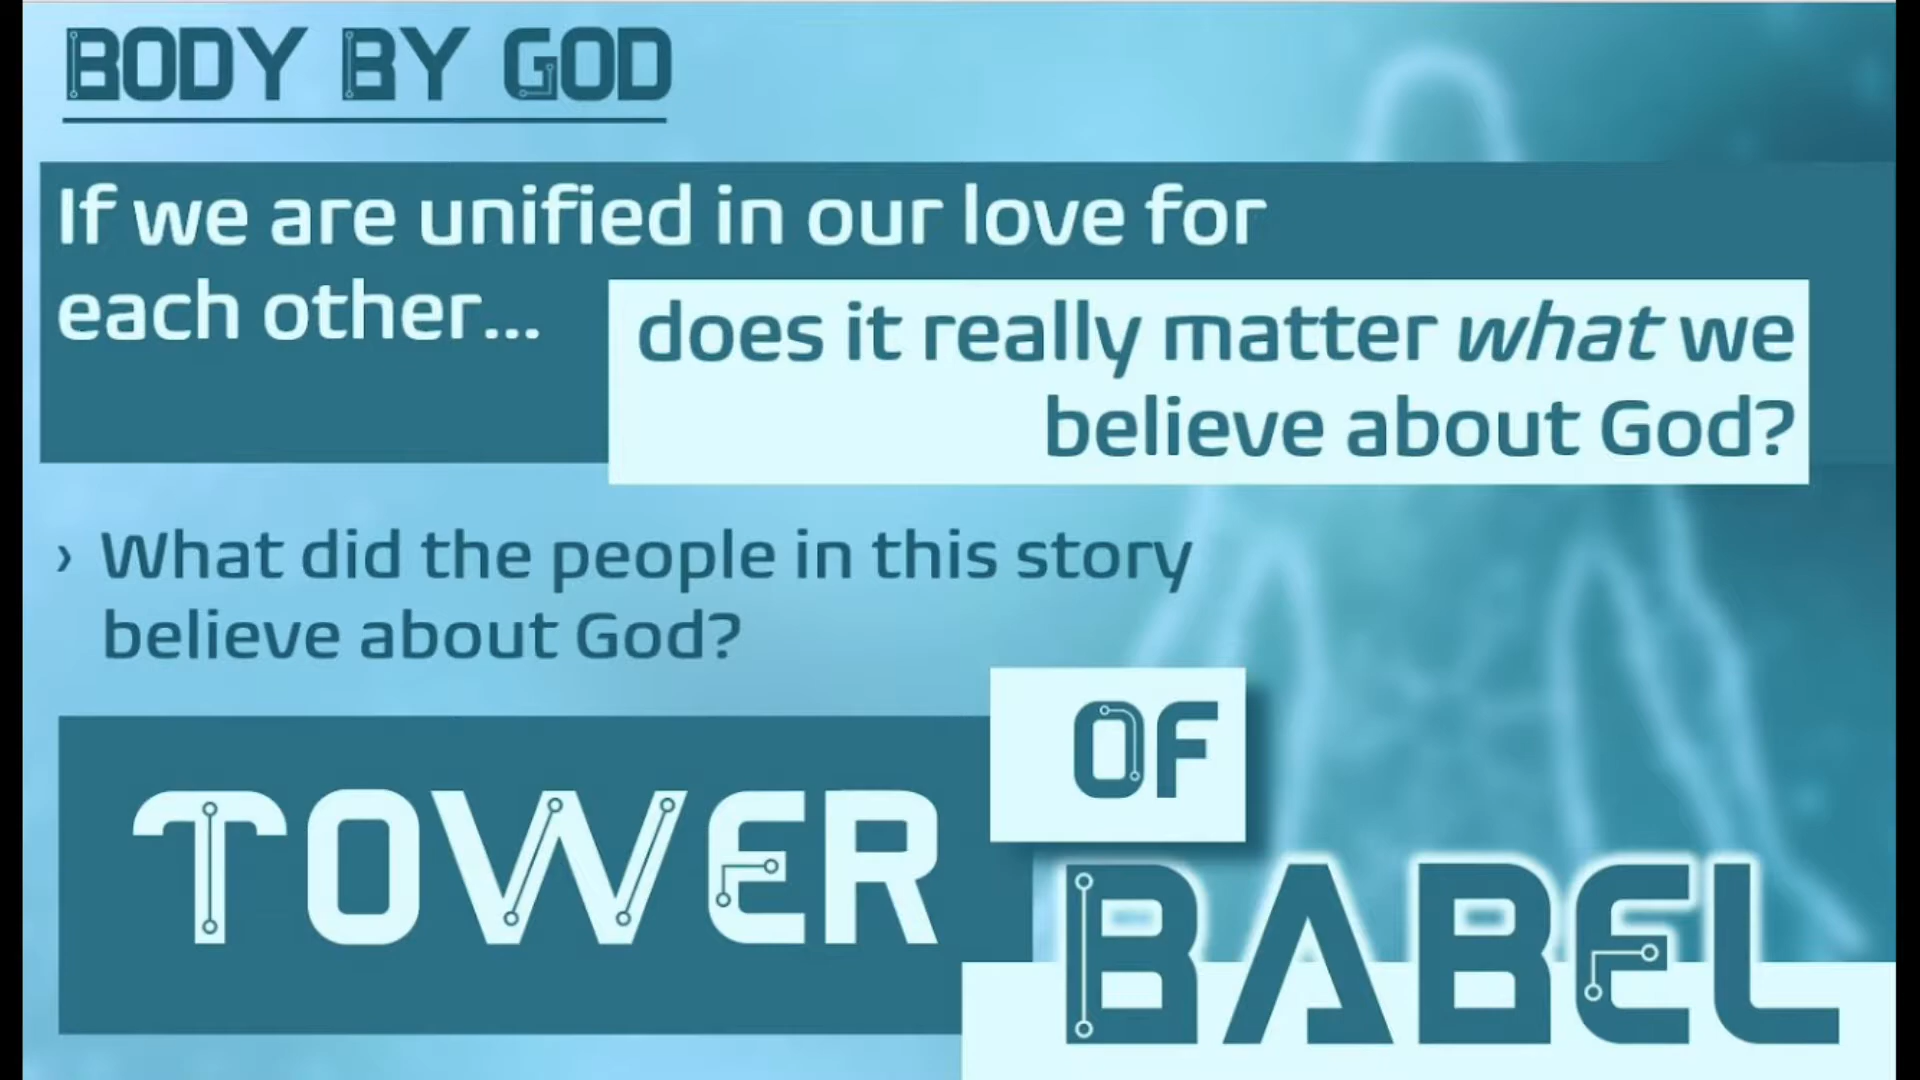 BODY BY GOD
If we are unified in our love for
each other...
does it really matter what we
believe about God?
› What did the people in this story
believe about God?
TOWER
OF
BABEL